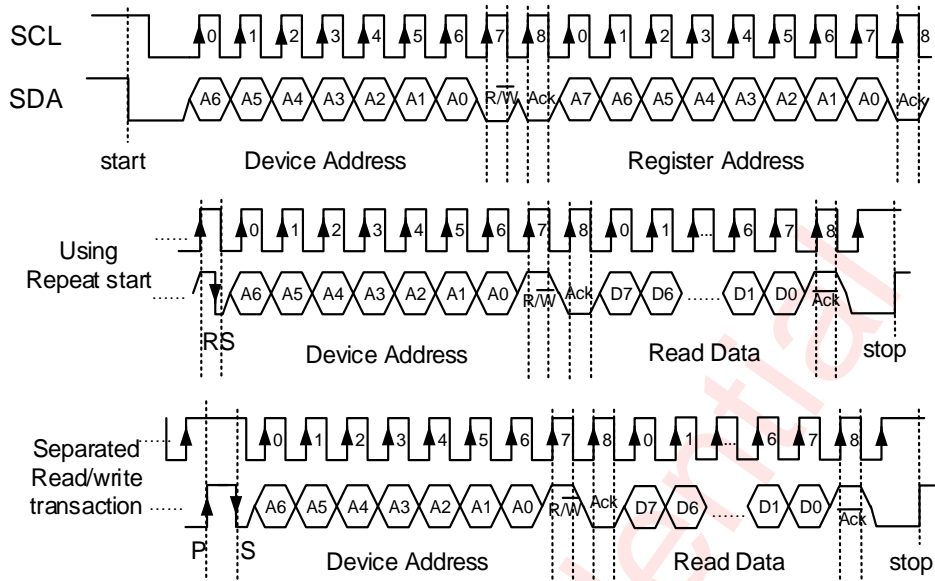 SCL 0 1 2 3 4 5 6 7 8 0 1 2 3 4 5 6 7 8
SDA A6 A5 A4 A3 A2 A1 A0 R/W Ack A7 A6 A5 A4 A3 A2 A1 A0 Ack
start Device Address Register Address
Using
Repeat start
...... 0 1 2 3 4 5 6 7 8 0 1 ... 6 7 8
...... A6 A5 A4 A3 A2 A1 A0 R/W Ack D7 D6 ...... D1 D0 Ack
RS Device Address Read Data stop
Separated
Read/write
transaction
...... 0 1 2 3 4 5 6 7 8 0 1 ... 6 7 8
...... A6 A5 A4 A3 A2 A1 A0 R/W Ack D7 D6 ...... D1 D0 Ack
P S Device Address Read Data stop
dential